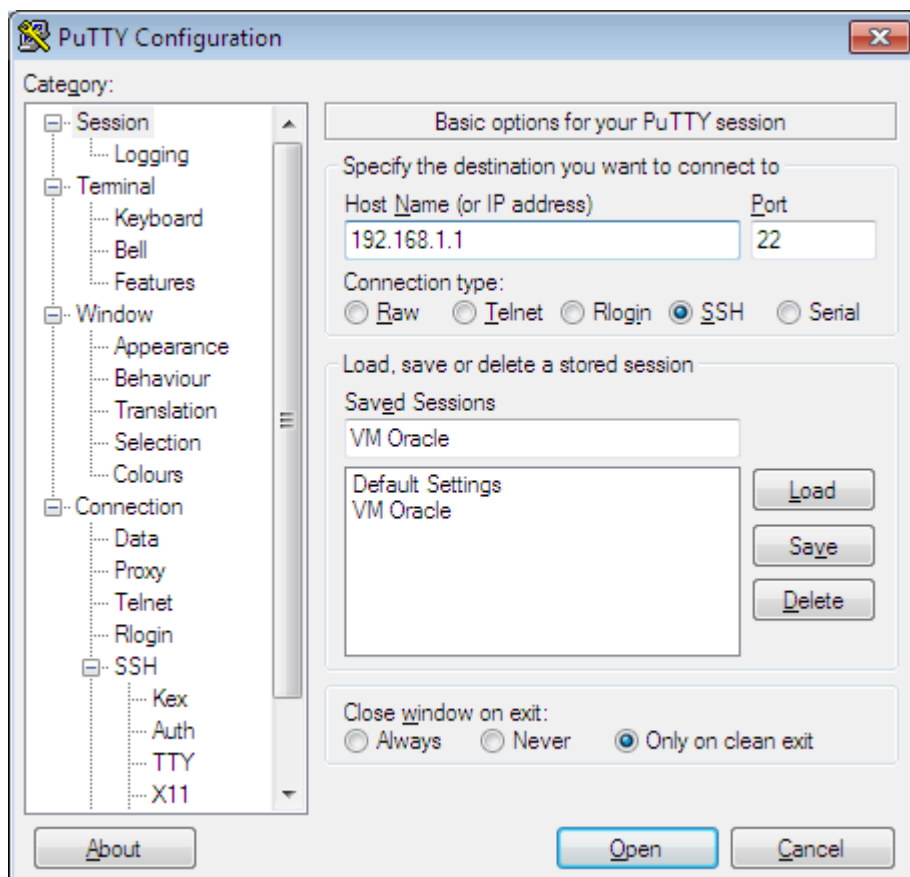 PuTTY Configuration
Category:
Session
Logging
Terminal
Keyboard
Bell
Features
Window
Appearance
Behaviour
Translation
Selection
Colours
Connection
Data
Proxy
Telnet
Rlogin
SSH
Kex
Auth
TTY
X11
Basic options for your PuTTY session
Specify the destination you want to connect to
Host Name (or IP address) Port
192.168.1.1 22
Connection type:
Raw Telnet Rlogin SSH Serial
Load, save or delete a stored session
Saved Sessions
VM Oracle
Default Settings
VM Oracle
Load
Save
Delete
Close window on exit:
Always Never Only on clean exit
About Open Cancel